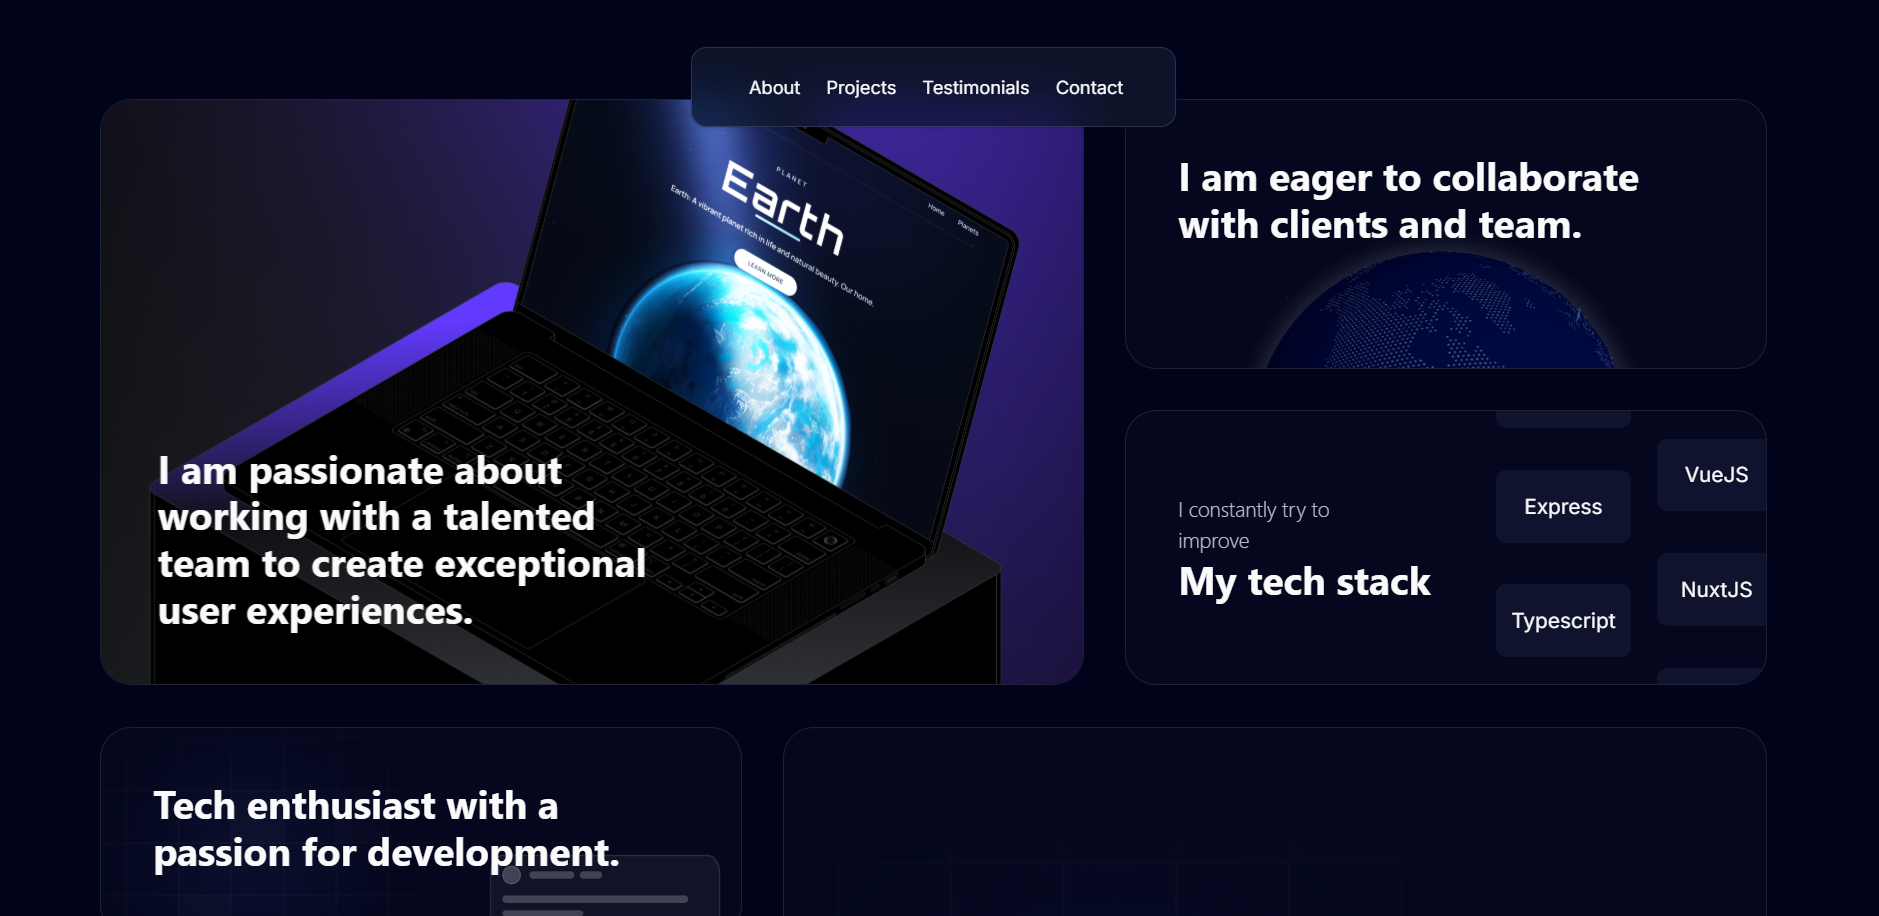 About Projects Testimonials Contact
PLANET
Earth
Home Planets
Earth: A vibrant planet rich in life and natural beauty. Our home.
LEARN MORE
I am passionate about
working with a talented
team to create exceptional
user experiences.
I am eager to collaborate
with clients and team.
I constantly try to
improve
My tech stack
Express
Typescript
VueJS
NuxtJS
Tech enthusiast with a
passion for development.